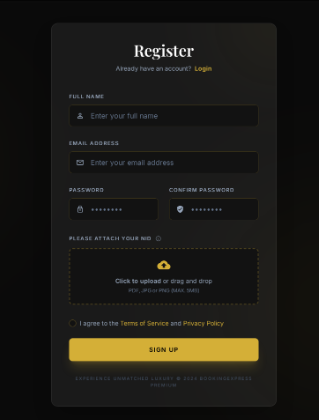 Register
Already have an account? Login
FULL NAME
Enter your full name
EMAIL ADDRESS
Enter your email address
PASSWORD
CONFIRM PASSWORD
PLEASE ATTACH YOUR NID
Click to upload or drag and drop
PDF, JPG or PNG (MAX. 5MB)
I agree to the Terms of Service and Privacy Policy
SIGN UP
EXPERIENCE UNMATCHED LUXURY ©
PREMIUM